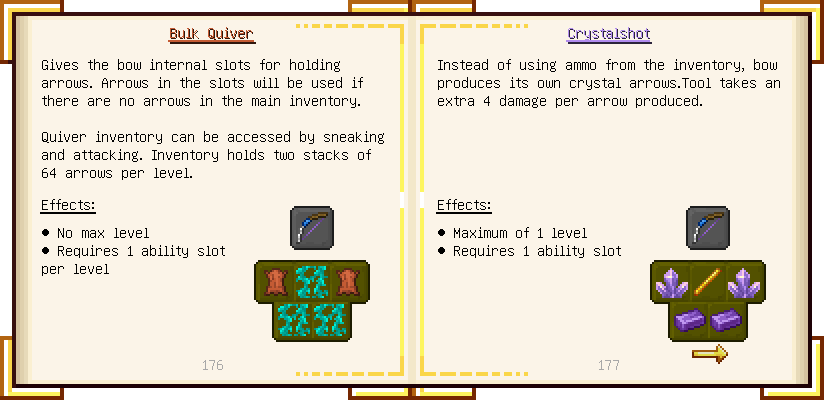 Bulk Quiver
Gives the bow internal slots for holding
arrows. Arrows in the slots will be used if
there are no arrows in the main inventory.
Quiver inventory can be accessed by sneaking
and attacking. Inventory holds two stacks of
64 arrows per level.
Effects:
● No max level
● Requires 1 ability slot
per level
176
Crystalshot
Instead of using ammo from the inventory, bow
produces its own crystal arrows.Tool takes an
extra 4 damage per arrow produced.
Effects:
● Maximum of 1 level
● Requires 1 ability slot
177